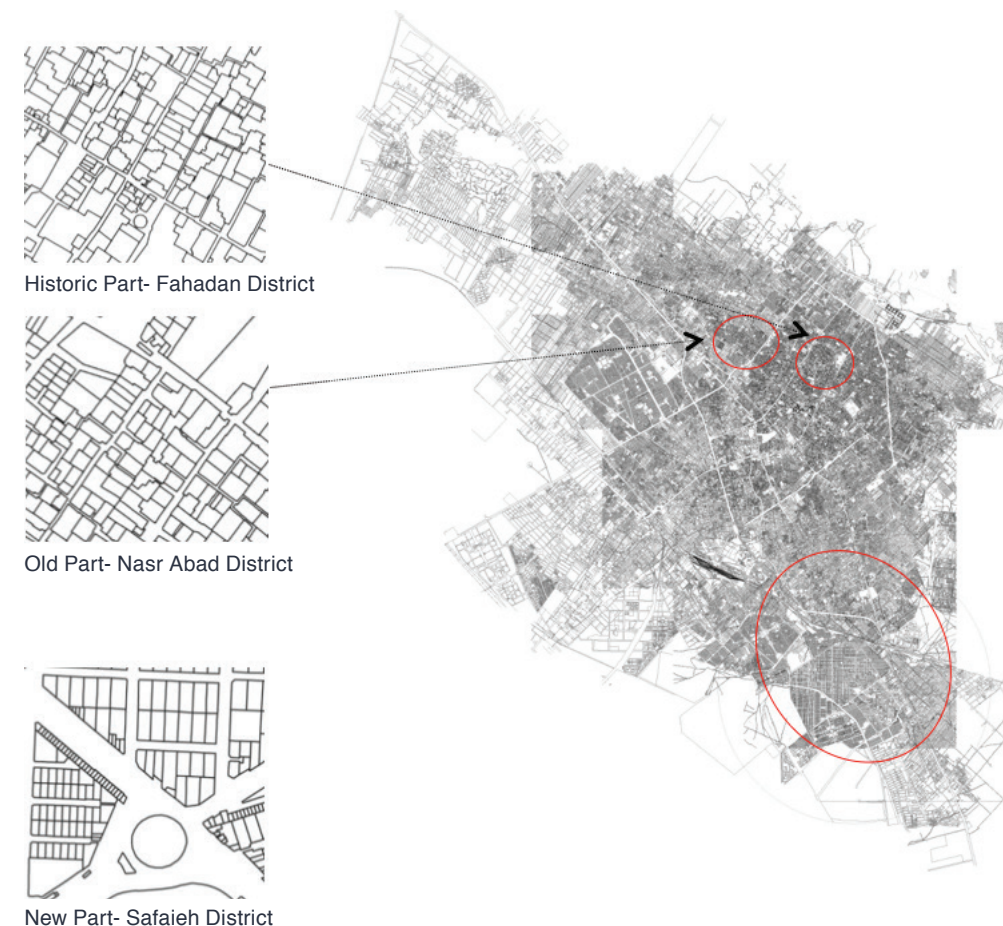 Historic Part- Fahadan District
Old Part- Nasr Abad District
New Part- Safaieh District